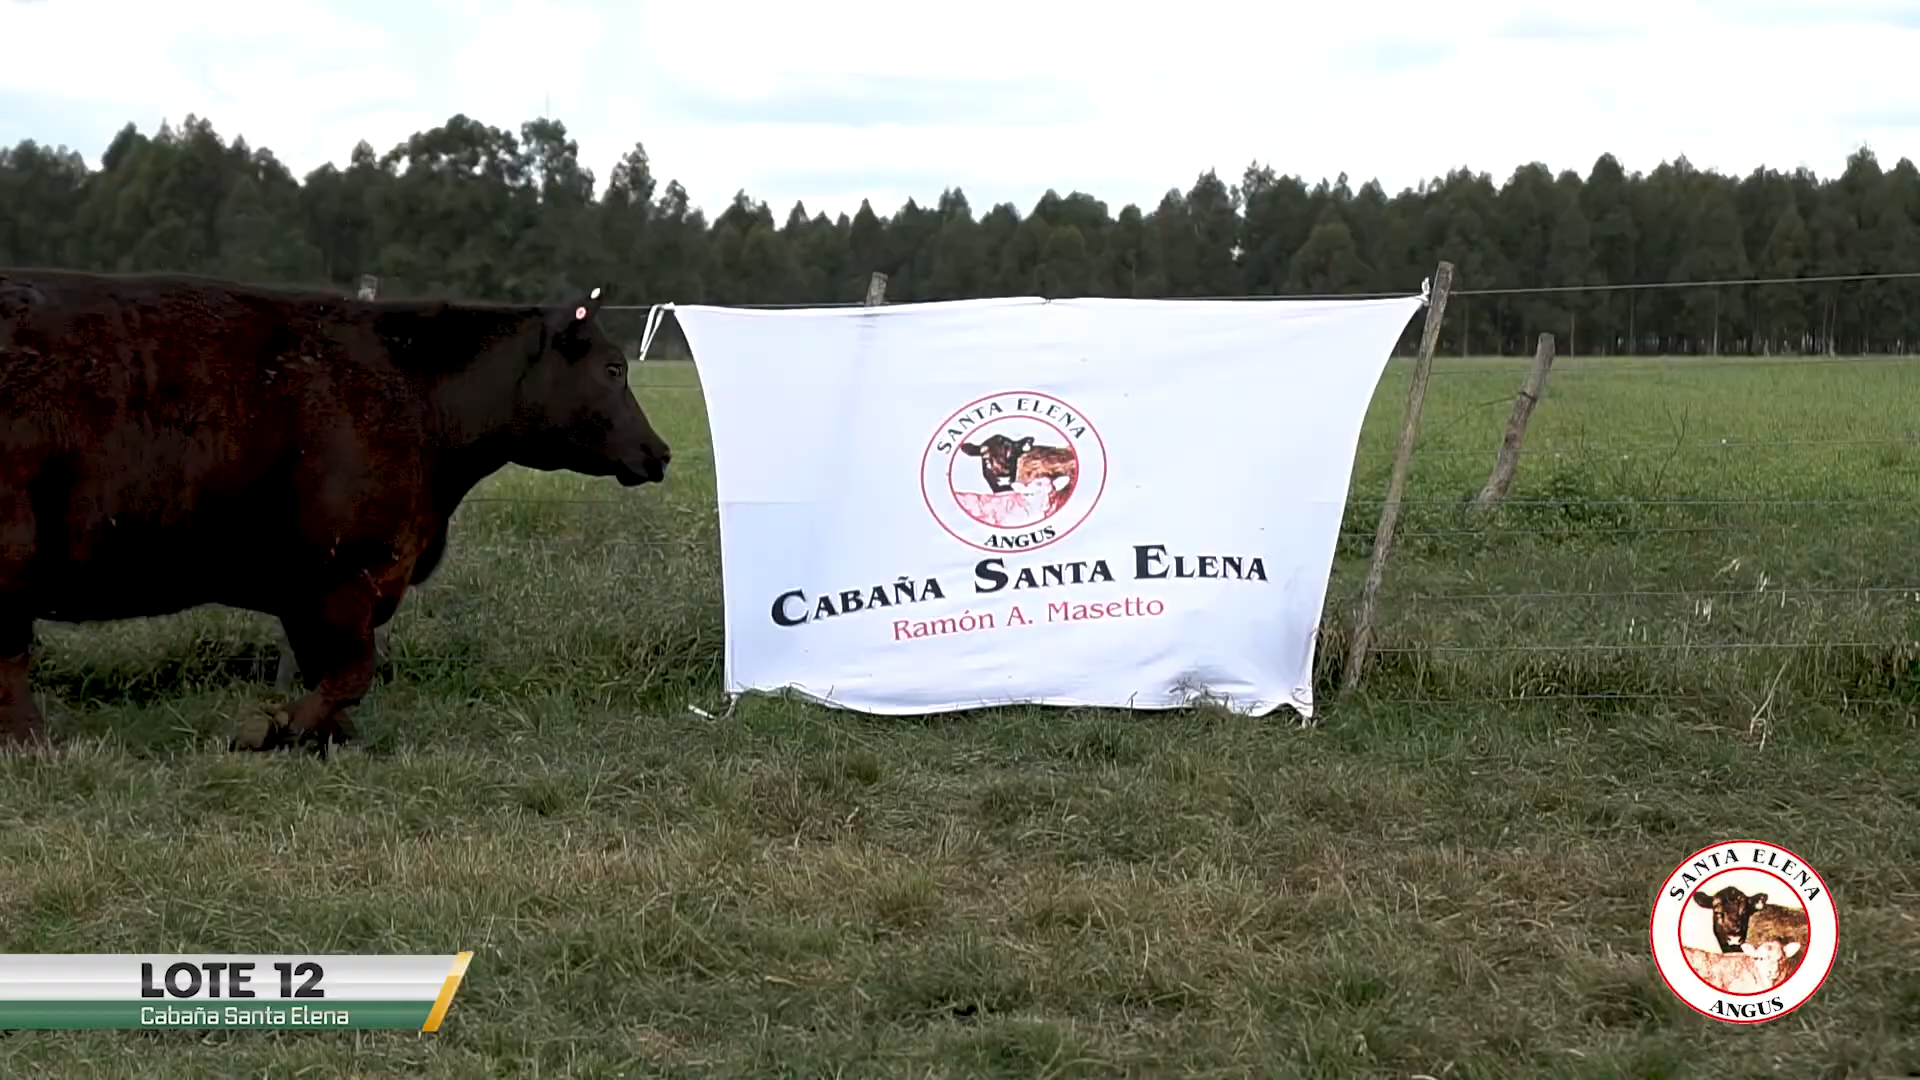 SANTA ELENA
ANGUS
CABAÑA SANTA ELENA
Ramón A. Masetto
SANTA ELENA
ANGUS
LOTE 12
Cabaña Santa Elena